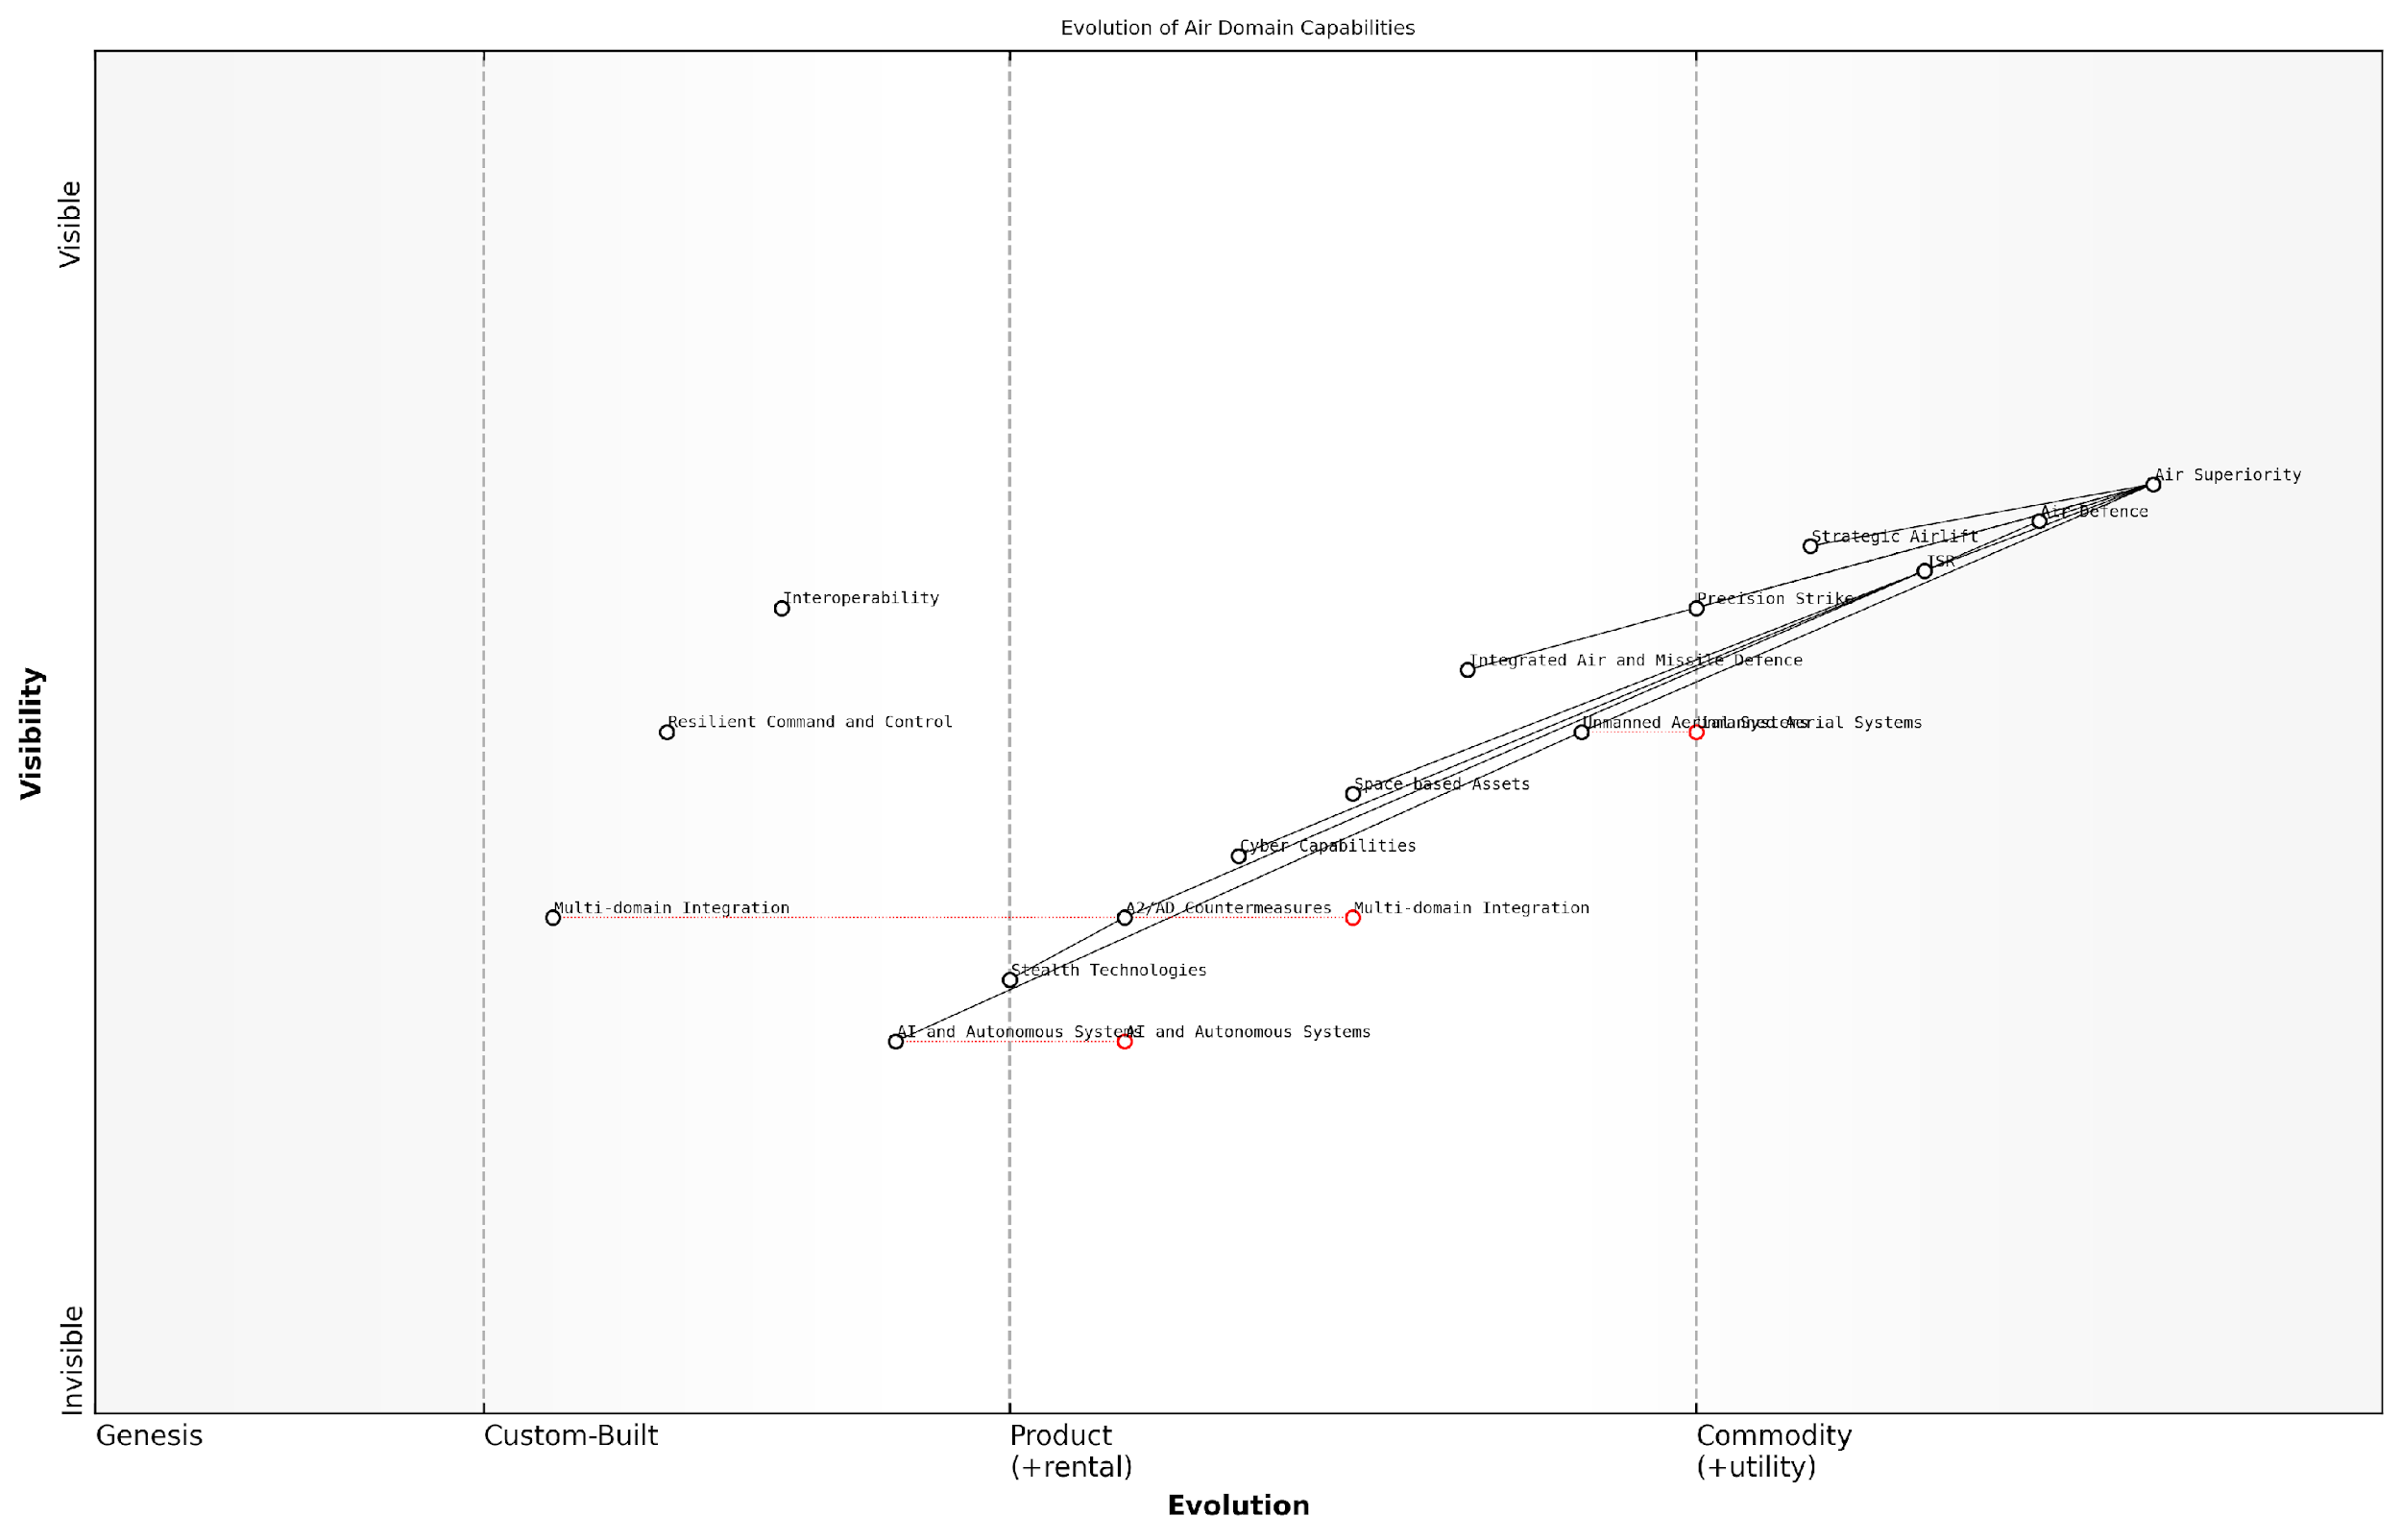 Evolution of Air Domain Capabilities
Visible
Visibility
Invisible
Air Superiority
Air Defence
Strategic Airlift
ISR
Interoperability
Precision Strike
Integrated Air and Missile Defence
Resilient Command and Control
Unmanned Aerial Systems
Unmanned Aerial Systems
Space-based Assets
Cyber Capabilities
Multi-domain Integration
A2/AD Countermeasures
Multi-domain Integration
Stealth Technologies
AI and Autonomous Systems
AI and Autonomous Systems
Genesis
Custom-Built
Product
(+rental)
Commodity
(+utility)
Evolution